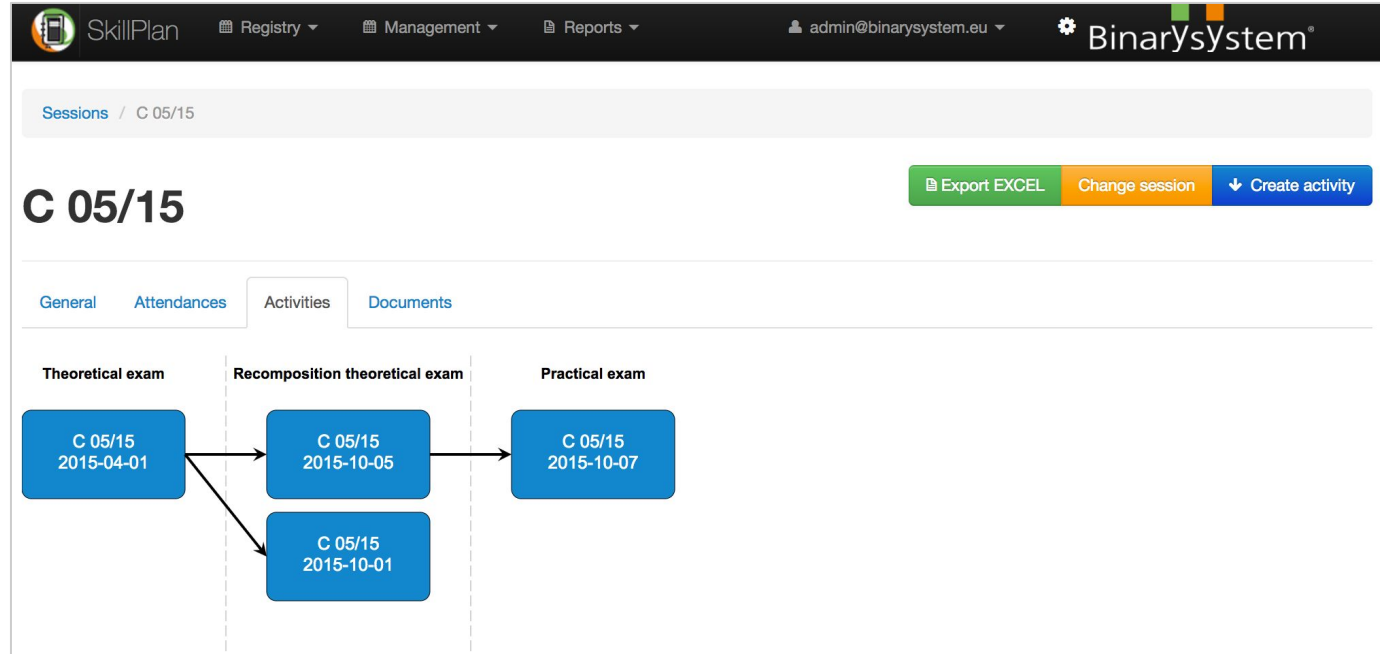 SkillPlan Registry Management Reports admin@binarysystem.eu Binarysystem®
Sessions / C 05/15
C 05/15
Export EXCEL Change session Create activity
General Attendances Activities Documents
Theoretical exam Recomposition theoretical exam Practical exam
C 05/15
2015-04-01
C 05/15
2015-10-05
C 05/15
2015-10-07
C 05/15
2015-10-01